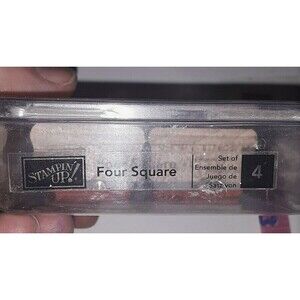 STAMPIN' UP!
Four Square
Set of
Ensemble de
Juego de
Satz von
4